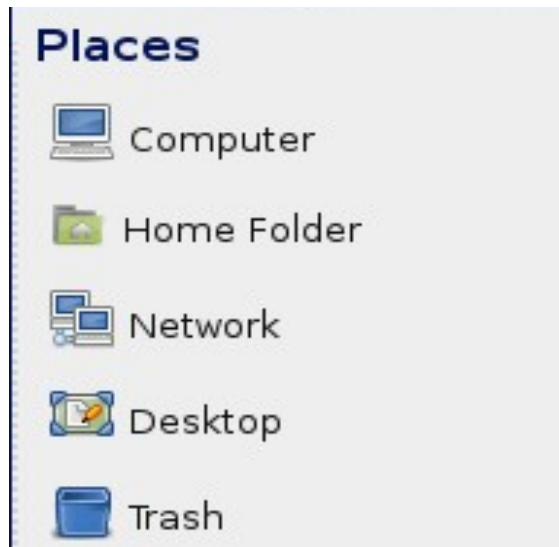 Places
Computer
Home Folder
Network
Desktop
Trash